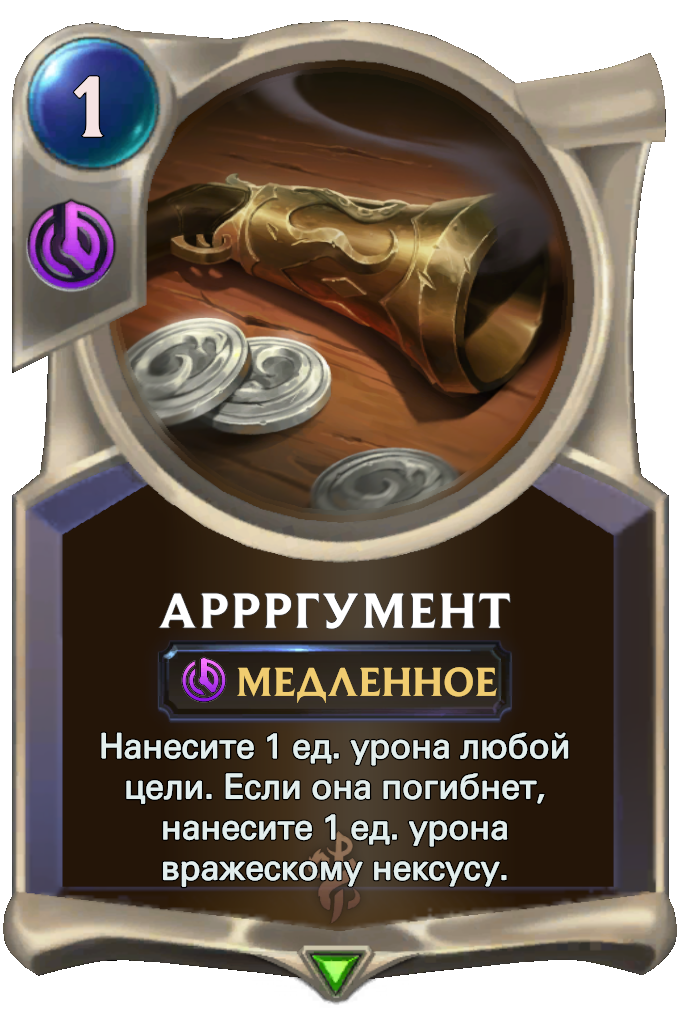 1
АРРРГУМЕНТ
МЕДЛЕННОЕ
Нанесите 1 ед. урона любой
цели. Если она погибнет,
нанесите 1 ед. урона
вражескому нексусу.